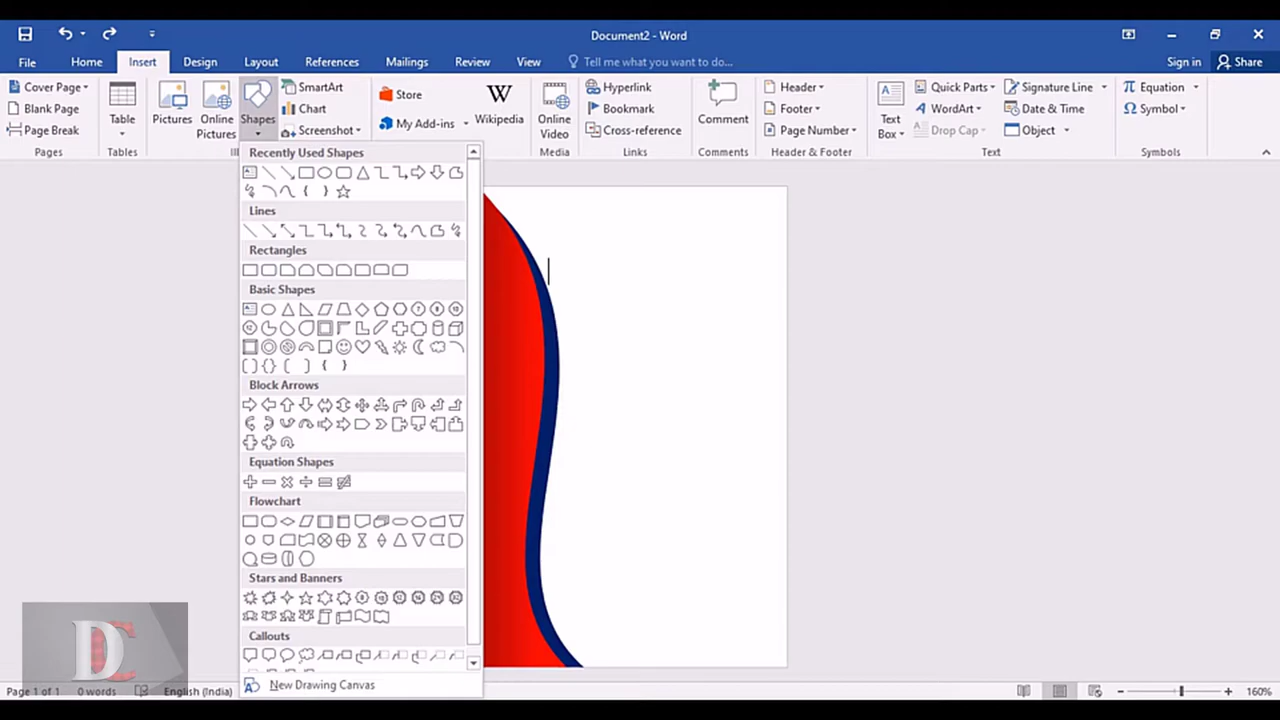 Document2 - Word
File Home Insert Design Layout References Mailings Review View Tell me what you want to do... Sign in Share
Cover Page
Blank Page
Page Break
Pages
Table
Tables
Pictures
Online Pictures
Shapes
SmartArt
Chart
Screenshot
Store
My Add-ins
Wikipedia
Online Video
Media
Hyperlink
Bookmark
Cross-reference
Links
Comment
Comments
Header
Footer
Page Number
Header & Footer
Text Box
Quick Parts
WordArt
Drop Cap
Signature Line
Date & Time
Object
Text
Equation
Symbol
Symbols
Recently Used Shapes
Lines
Rectangles
Basic Shapes
Block Arrows
Equation Shapes
Flowchart
Stars and Banners
Callouts
New Drawing Canvas
DC
Page 1 of 1 0 words English (India) 160%